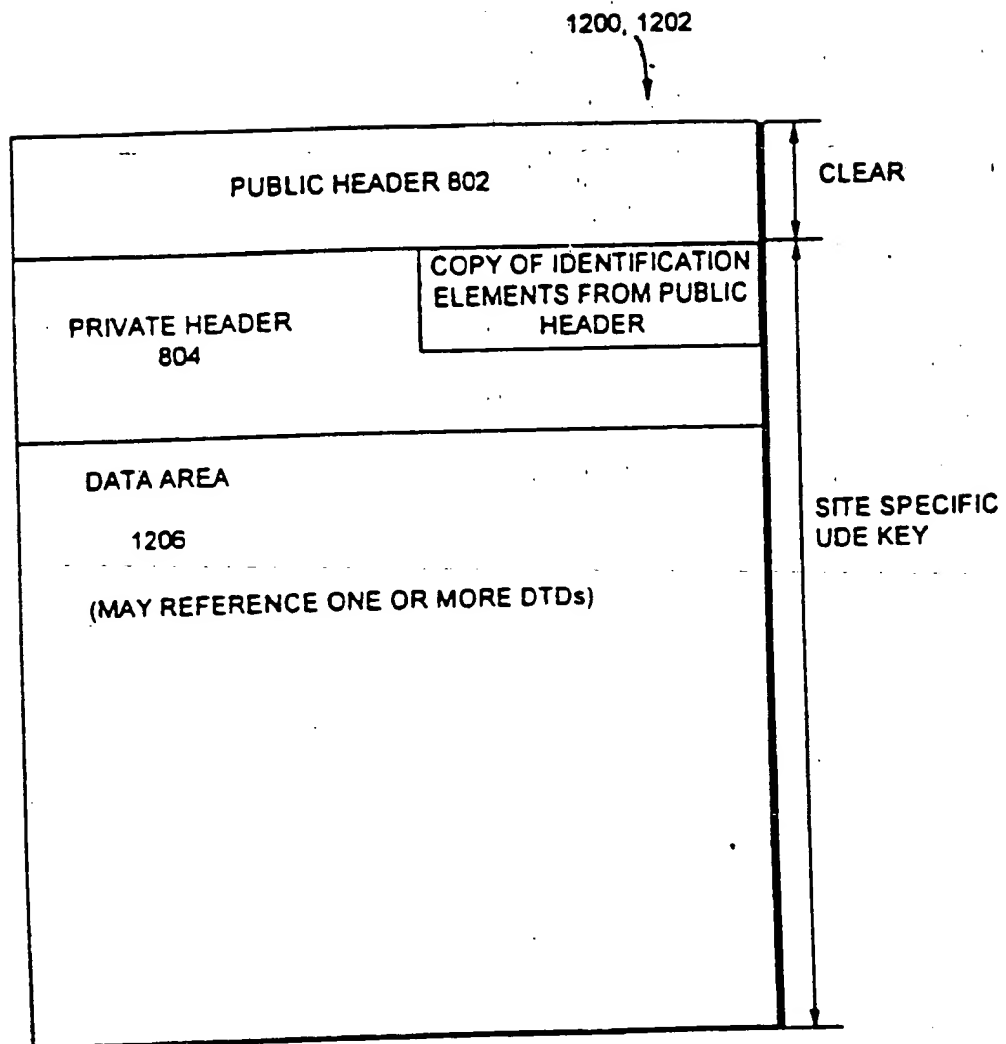 1200, 1202
PUBLIC HEADER 802
CLEAR
COPY OF IDENTIFICATION
ELEMENTS FROM PUBLIC
HEADER
PRIVATE HEADER
804
DATA AREA
1206
SITE SPECIFIC
UDE KEY
(MAY REFERENCE ONE OR MORE DTDs)